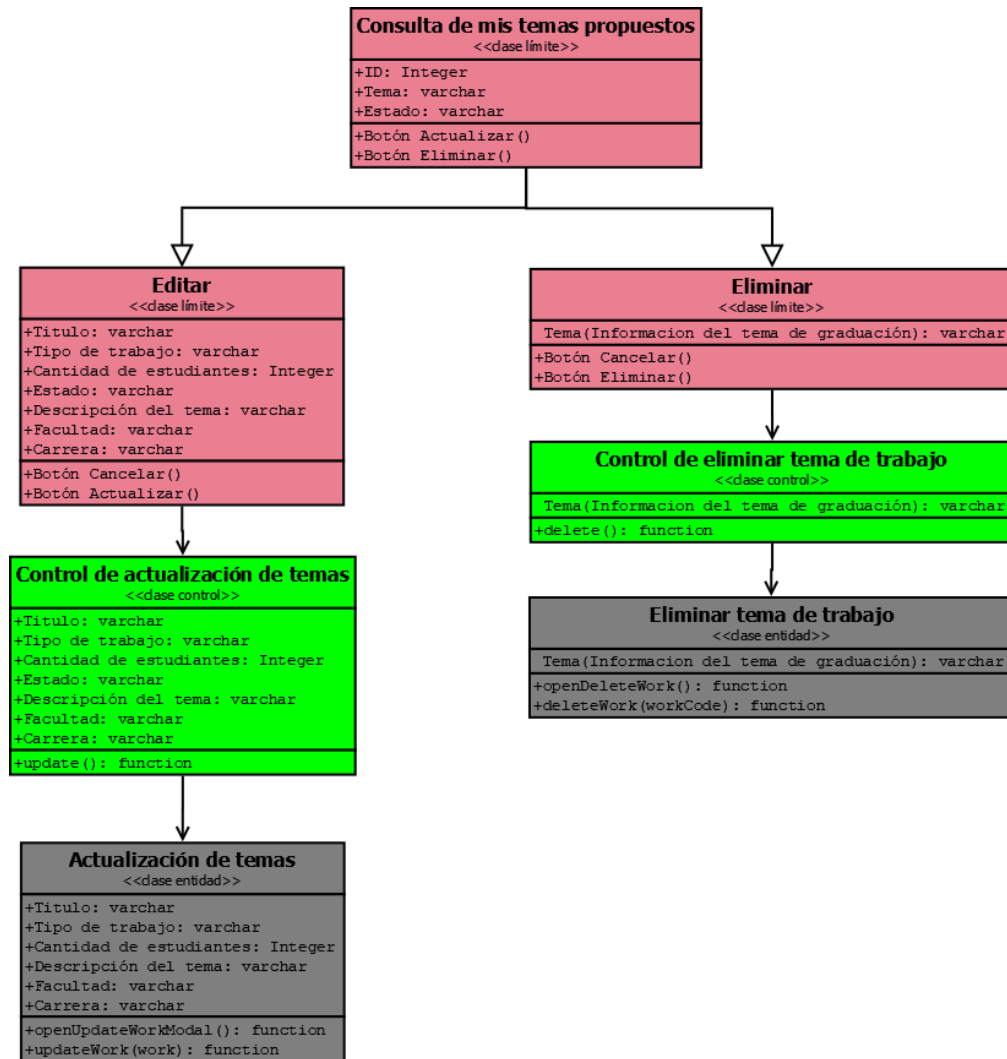 Consulta de mis temas propuestos
<<clase límite>>
+ID: Integer
+Tema: varchar
+Estado: varchar
+Botón Actualizar()
+Botón Eliminar()
Editar
<<clase límite>>
+Titulo: varchar
+Tipo de trabajo: varchar
+Cantidad de estudiantes: Integer
+Estado: varchar
+Descripción del tema: varchar
+Facultad: varchar
+Carrera: varchar
+Botón Cancelar()
+Botón Actualizar()
Control de actualización de temas
<<clase control>>
+Titulo: varchar
+Tipo de trabajo: varchar
+Cantidad de estudiantes: Integer
+Estado: varchar
+Descripción del tema: varchar
+Facultad: varchar
+Carrera: varchar
+update(): function
Actualización de temas
<<clase entidad>>
+Titulo: varchar
+Tipo de trabajo: varchar
+Cantidad de estudiantes: Integer
+Descripción del tema: varchar
+Facultad: varchar
+Carrera: varchar
+openUpdateWorkModal(): function
+updateWork(work): function
Eliminar
<<clase límite>>
Tema(Informacion del tema de graduación): varchar
+Botón Cancelar()
+Botón Eliminar()
Control de eliminar tema de trabajo
<<clase control>>
Tema(Informacion del tema de graduación): varchar
+delete(): function
Eliminar tema de trabajo
<<clase entidad>>
Tema(Informacion del tema de graduación): varchar
+openDeleteWork(): function
+deleteWork(workCode): function